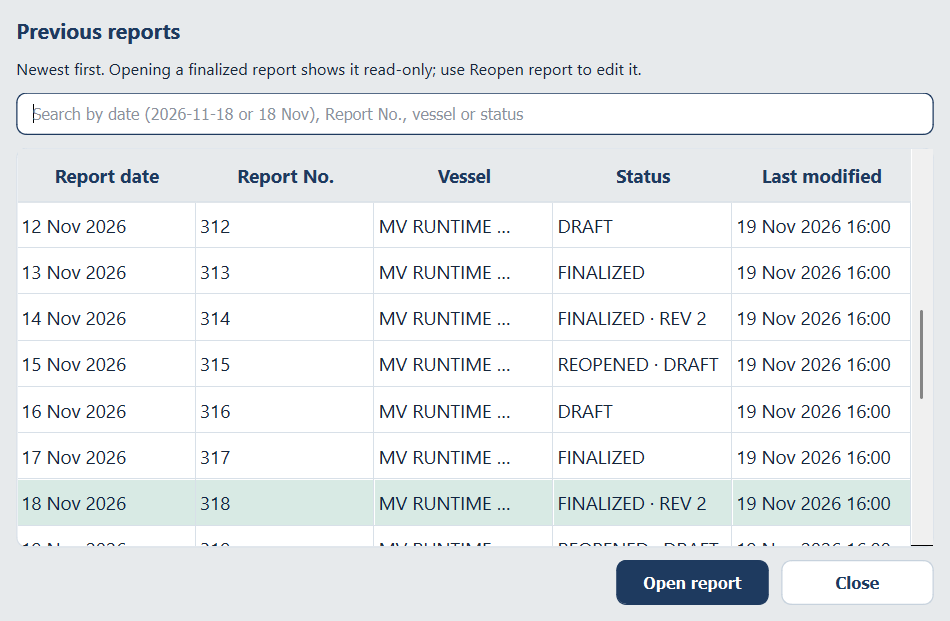 Previous reports
Newest first. Opening a finalized report shows it read-only; use Reopen report to edit it.
Search by date (2026-11-18 or 18 Nov), Report No., vessel or status
Report date Report No. Vessel Status Last modified
12 Nov 2026 312 MV RUNTIME ... DRAFT 19 Nov 2026 16:00
13 Nov 2026 313 MV RUNTIME ... FINALIZED 19 Nov 2026 16:00
14 Nov 2026 314 MV RUNTIME ... FINALIZED · REV 2 19 Nov 2026 16:00
15 Nov 2026 315 MV RUNTIME ... REOPENED · DRAFT 19 Nov 2026 16:00
16 Nov 2026 316 MV RUNTIME ... DRAFT 19 Nov 2026 16:00
17 Nov 2026 317 MV RUNTIME ... FINALIZED 19 Nov 2026 16:00
18 Nov 2026 318 MV RUNTIME ... FINALIZED · REV 2 19 Nov 2026 16:00
Open report Close